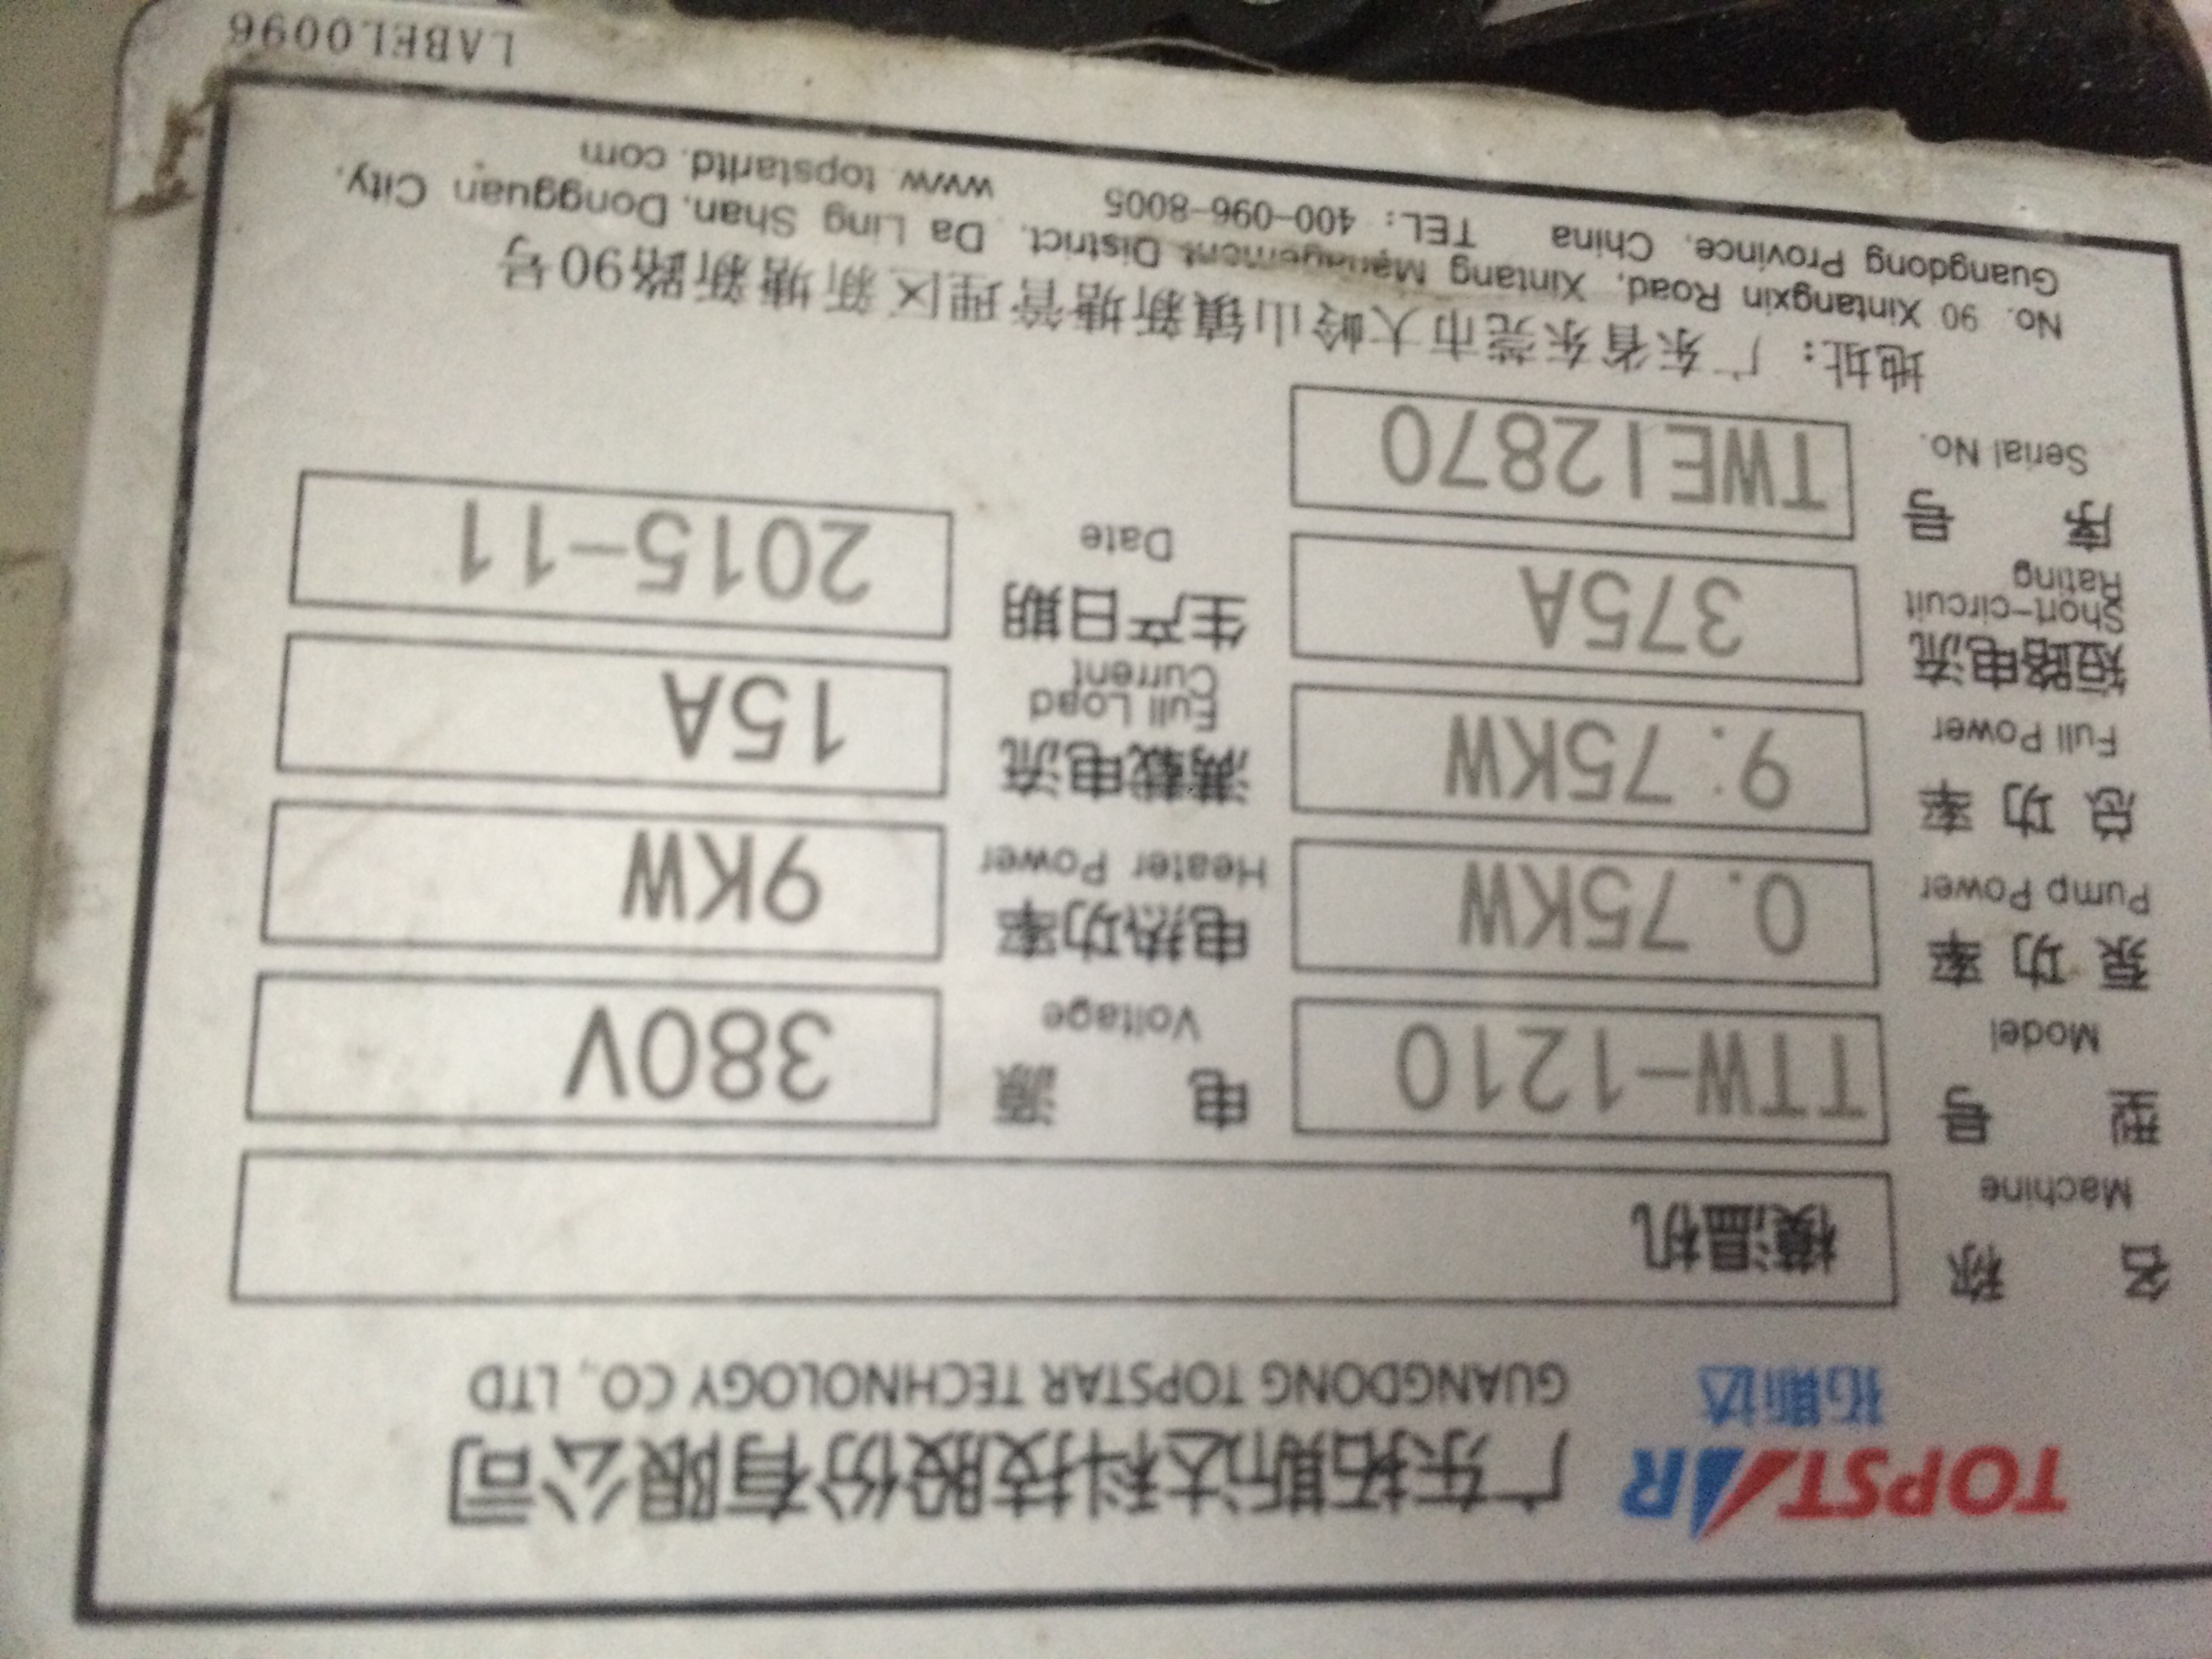 TOPSTAR 广东拓斯达科技股份有限公司
拓斯达 GUANGDONG TOPSTAR TECHNOLOGY CO., LTD
名 称 模温机
Machine
型 号 TTW-1210 电 源 380V
Model Voltage
泵 功 率 0.75KW 电热功率 9KW
Pump Power Heater Power
总 功 率 9.75KW 满载电流 15A
Full Power Full Load
Current
短路电流 375A 生产日期 2015-11
Short-circuit Date
Rating
序 号 TWE12870
Serial No.
地址: 广东省东莞市大岭山镇新塘管理区新塘新路90号
No. 90 Xintangxin Road, Xintang Management District, Da Ling Shan, Dongguan City,
Guangdong Province, China TEL: 400-096-8005 www.topstarltd.com
LABEL0096